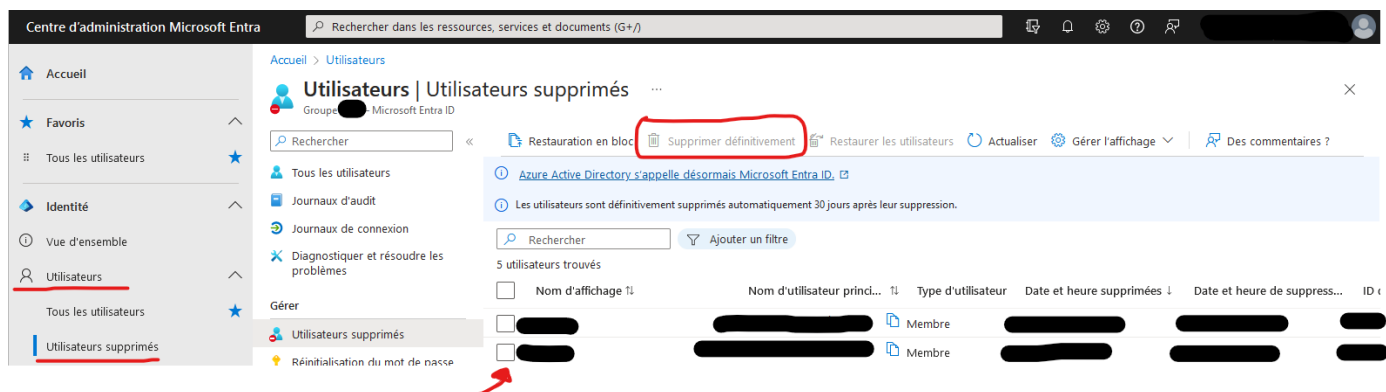 Centre d'administration Microsoft Entra
Rechercher dans les ressources, services et documents (G+/)
Accueil
Favoris
Tous les utilisateurs
Identité
Vue d'ensemble
Utilisateurs
Tous les utilisateurs
Utilisateurs supprimés
Accueil > Utilisateurs
Utilisateurs | Utilisateurs supprimés ...
Groupe - Microsoft Entra ID
Rechercher
Tous les utilisateurs
Journaux d'audit
Journaux de connexion
Diagnostiquer et résoudre les
problèmes
Gérer
Utilisateurs supprimés
Réinitialisation du mot de passe
Restauration en bloc Supprimer définitivement Restaurer les utilisateurs Actualiser Gérer l'affichage Des commentaires ?
Azure Active Directory s'appelle désormais Microsoft Entra ID.
Les utilisateurs sont définitivement supprimés automatiquement 30 jours après leur suppression.
Rechercher Ajouter un filtre
5 utilisateurs trouvés
Nom d'affichage Nom d'utilisateur princi... Type d'utilisateur Date et heure supprimées Date et heure de suppress... ID
Membre
Membre